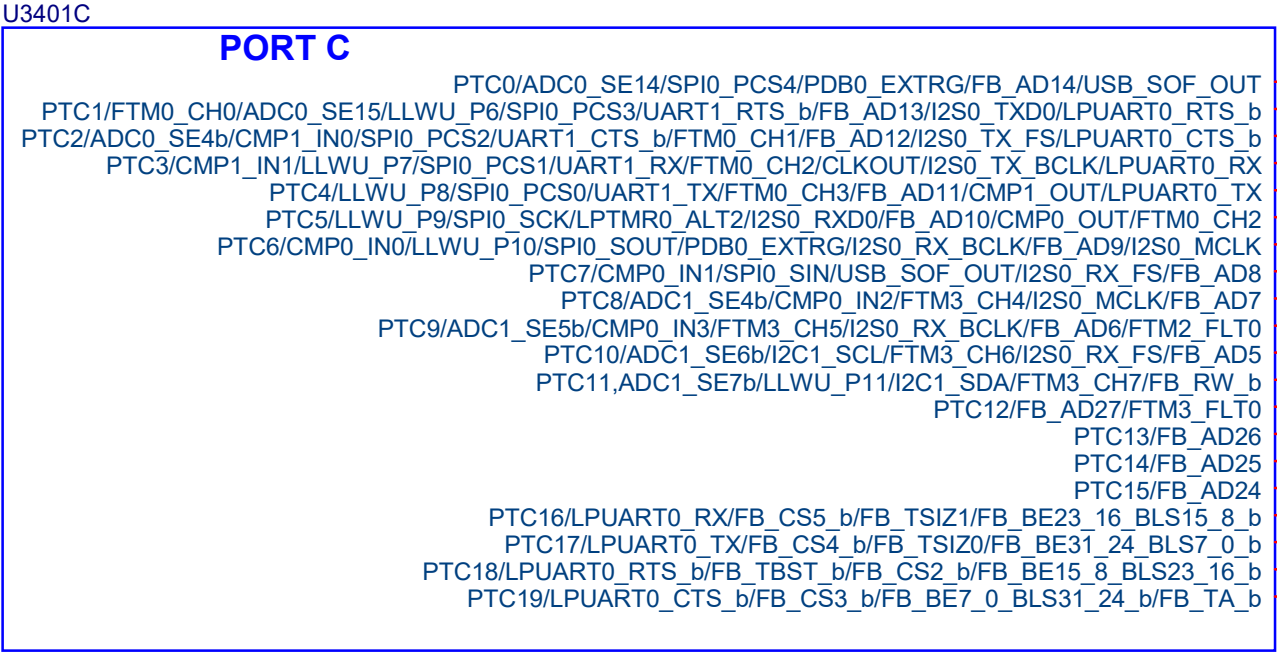 U3401C
PORT C
PTC0/ADC0_SE14/SPI0_PCS4/PDB0_EXTRG/FB_AD14/USB_SOF_OUT
PTC1/FTM0_CH0/ADC0_SE15/LLWU_P6/SPI0_PCS3/UART1_RTS_b/FB_AD13/I2S0_TXD0/LPUART0_RTS_b
PTC2/ADC0_SE4b/CMP1_IN0/SPI0_PCS2/UART1_CTS_b/FTM0_CH1/FB_AD12/I2S0_TX_FS/LPUART0_CTS_b
PTC3/CMP1_IN1/LLWU_P7/SPI0_PCS1/UART1_RX/FTM0_CH2/CLKOUT/I2S0_TX_BCLK/LPUART0_RX
PTC4/LLWU_P8/SPI0_PCS0/UART1_TX/FTM0_CH3/FB_AD11/CMP1_OUT/LPUART0_TX
PTC5/LLWU_P9/SPI0_SCK/LPTMR0_ALT2/I2S0_RXD0/FB_AD10/CMP0_OUT/FTM0_CH2
PTC6/CMP0_IN0/LLWU_P10/SPI0_SOUT/PDB0_EXTRG/I2S0_RX_BCLK/FB_AD9/I2S0_MCLK
PTC7/CMP0_IN1/SPI0_SIN/USB_SOF_OUT/I2S0_RX_FS/FB_AD8
PTC8/ADC1_SE4b/CMP0_IN2/FTM3_CH4/I2S0_MCLK/FB_AD7
PTC9/ADC1_SE5b/CMP0_IN3/FTM3_CH5/I2S0_RX_BCLK/FB_AD6/FTM2_FLT0
PTC10/ADC1_SE6b/I2C1_SCL/FTM3_CH6/I2S0_RX_FS/FB_AD5
PTC11,ADC1_SE7b/LLWU_P11/I2C1_SDA/FTM3_CH7/FB_RW_b
PTC12/FB_AD27/FTM3_FLT0
PTC13/FB_AD26
PTC14/FB_AD25
PTC15/FB_AD24
PTC16/LPUART0_RX/FB_CS5_b/FB_TSIZ1/FB_BE23_16_BLS15_8_b
PTC17/LPUART0_TX/FB_CS4_b/FB_TSIZ0/FB_BE31_24_BLS7_0_b
PTC18/LPUART0_RTS_b/FB_TBST_b/FB_CS2_b/FB_BE15_8_BLS23_16_b
PTC19/LPUART0_CTS_b/FB_CS3_b/FB_BE7_0_BLS31_24_b/FB_TA_b